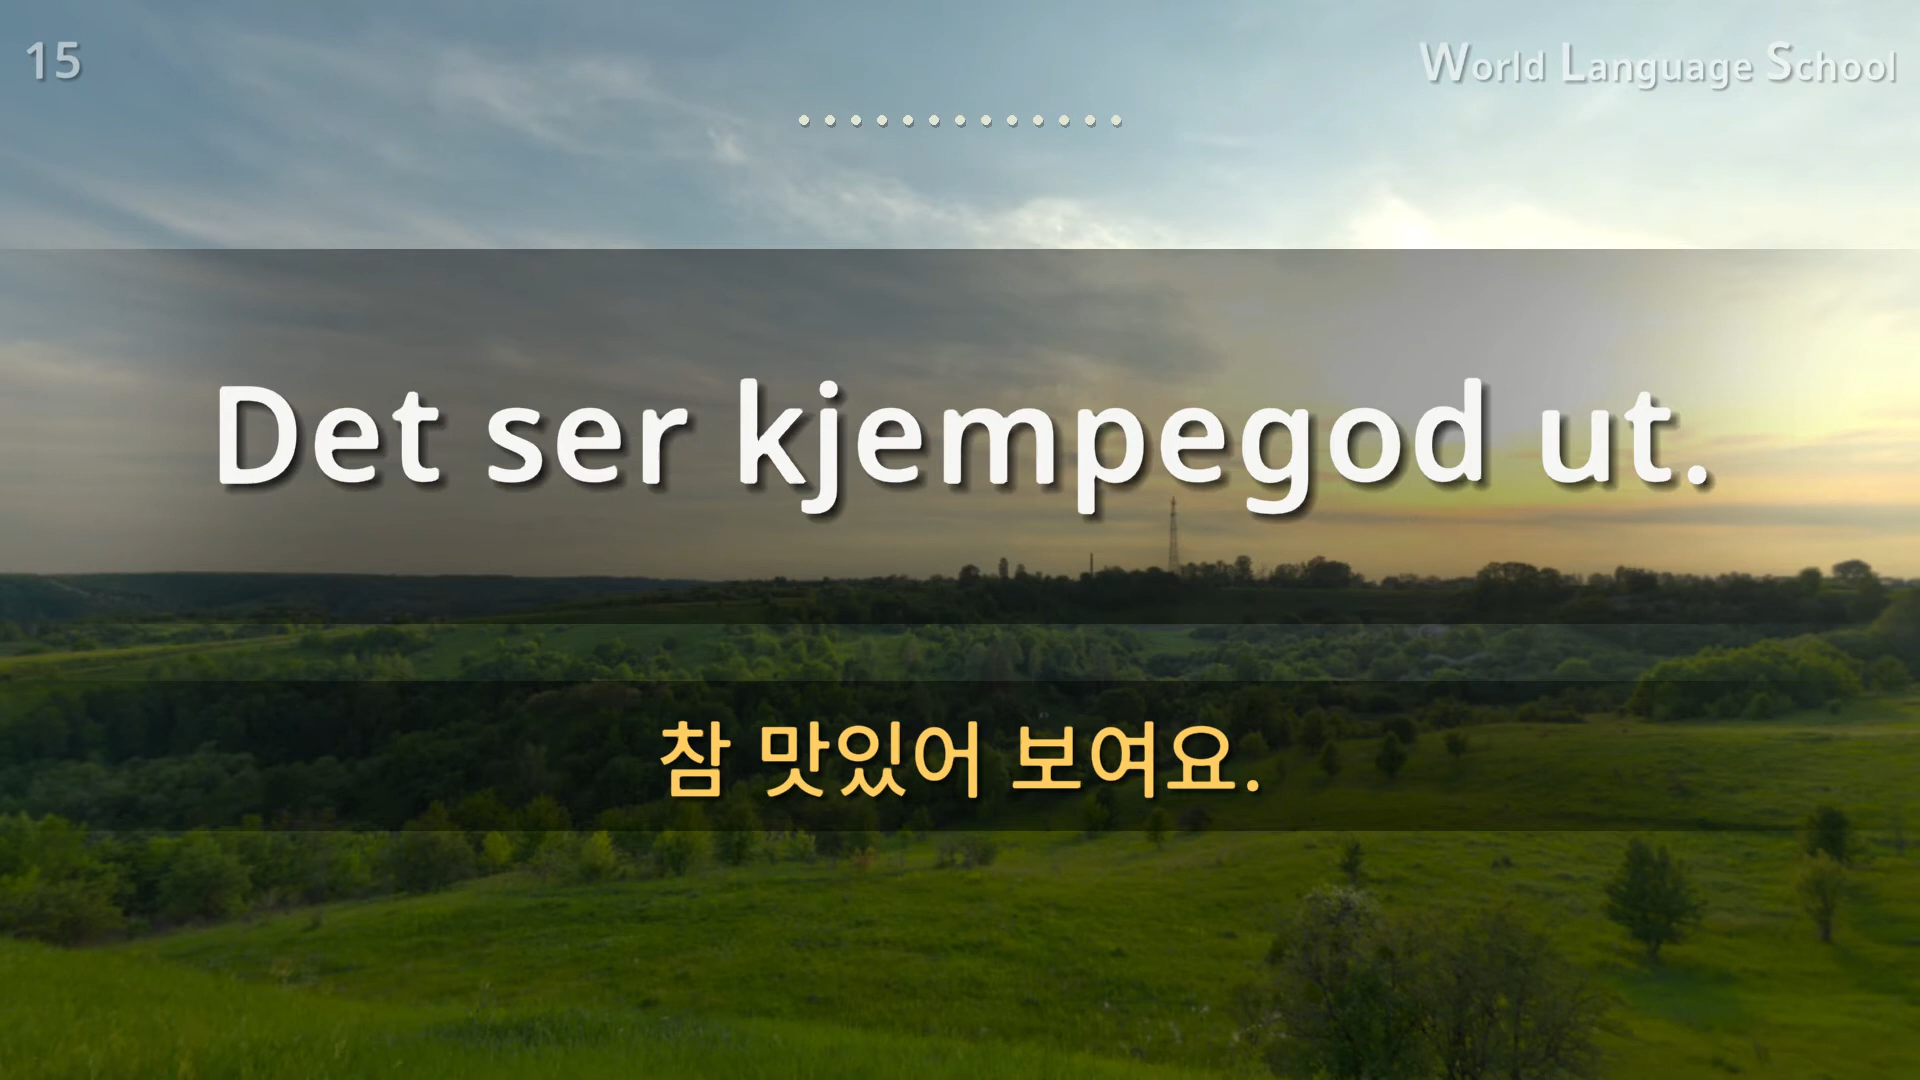 15
World Language School
Det ser kjempegod ut.
참 맛있어 보여요.